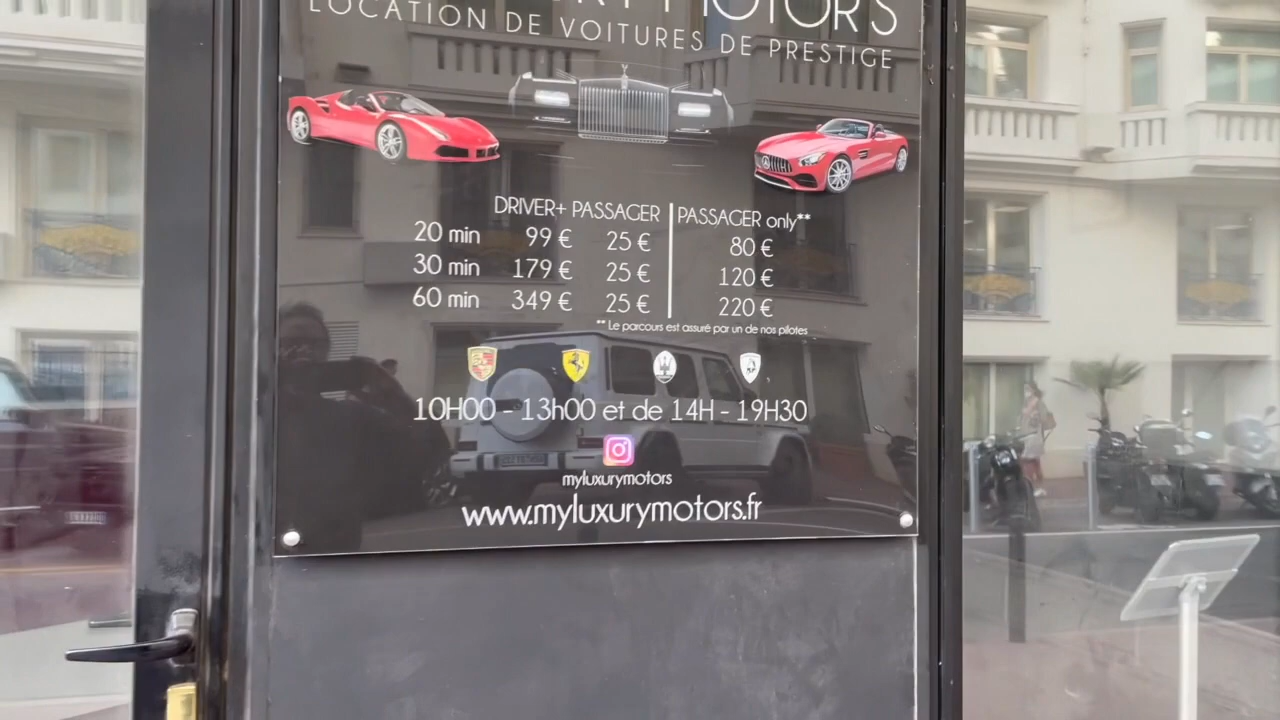 MOTORS
LOCATION DE VOITURES DE PRESTIGE
DRIVER+ PASSAGER PASSAGER only**
20 min 99 € 25 € 80 €
30 min 179 € 25 € 120 €
60 min 349 € 25 € 220 €
** Le parcours est assuré par un de nos pilotes
10H00 - 13h00 et de 14H - 19H30
myluxurymotors
www.myluxurymotors.fr